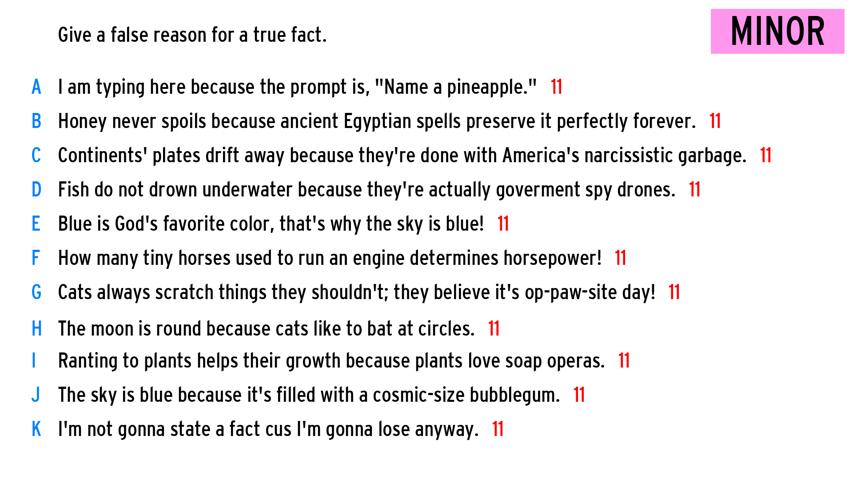 Give a false reason for a true fact.
MINOR
A I am typing here because the prompt is, "Name a pineapple." 11
B Honey never spoils because ancient Egyptian spells preserve it perfectly forever. 11
C Continents' plates drift away because they're done with America's narcissistic garbage. 11
D Fish do not drown underwater because they're actually goverment spy drones. 11
E Blue is God's favorite color, that's why the sky is blue! 11
F How many tiny horses used to run an engine determines horsepower! 11
G Cats always scratch things they shouldn't; they believe it's op-paw-site day! 11
H The moon is round because cats like to bat at circles. 11
I Ranting to plants helps their growth because plants love soap operas. 11
J The sky is blue because it's filled with a cosmic-size bubblegum. 11
K I'm not gonna state a fact cus I'm gonna lose anyway. 11